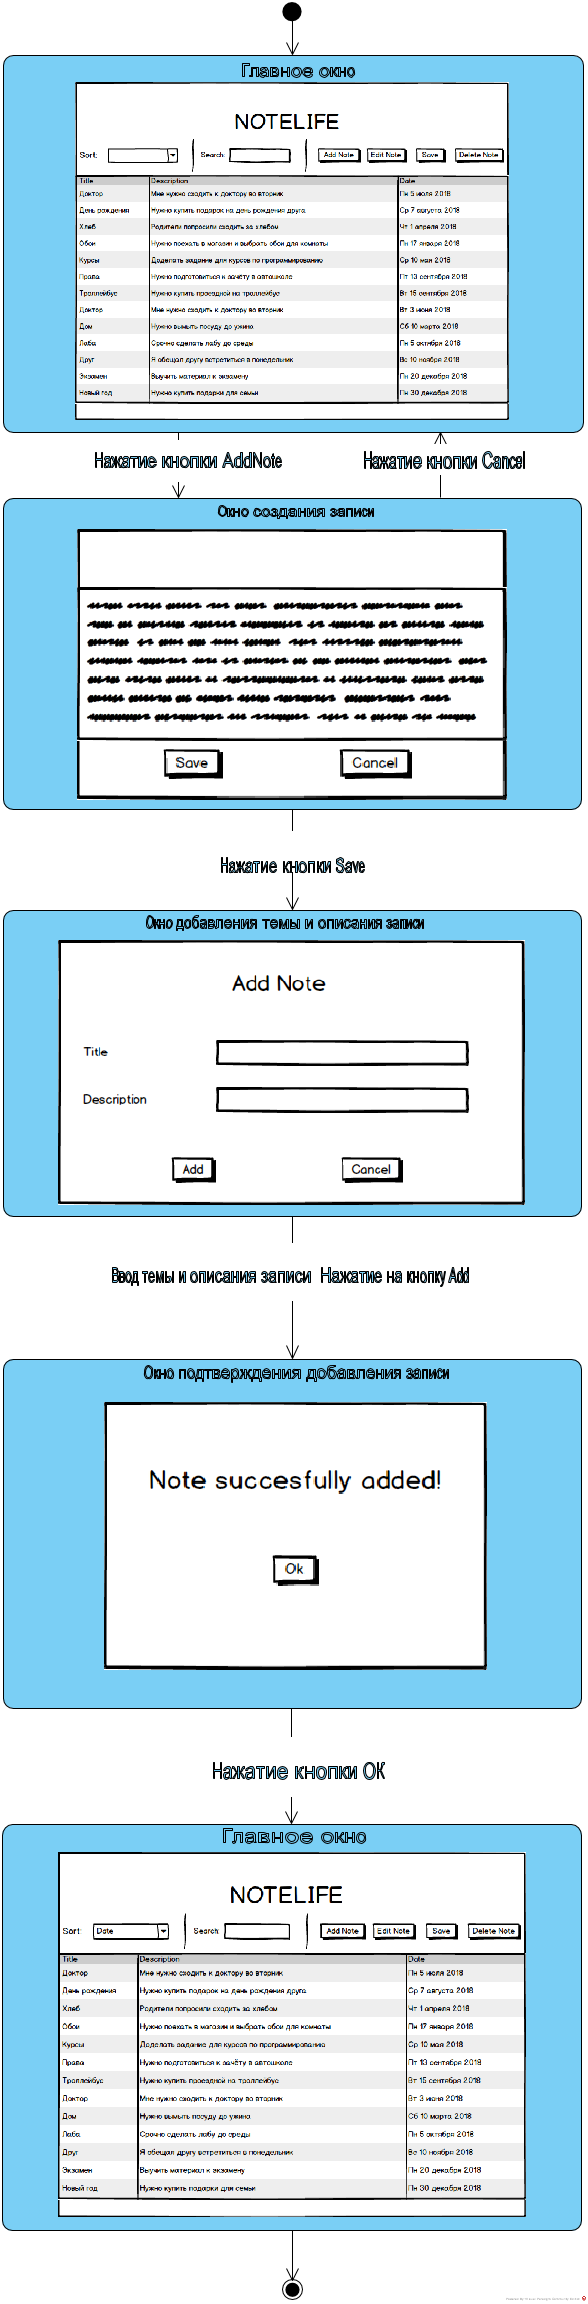 Главное окно
NOTELIFE
Sort: Search: Add Note Edit Note Save Delete Note
Title Description Date
Доктор Мне нужно сходить к доктору во вторник Пн 5 июля 2018
День рождения Нужно купить подарок на день рождения друга Ср 7 августа 2018
Хлеб Родители попросили сходить за хлебом Чт 1 апреля 2018
Обои Нужно поехать в магазин и выбрать обои для комнаты Пн 17 января 2018
Курсы Доделать задание для курсов по программированию Ср 10 мая 2018
Права Нужно подготовиться к зачёту в автошколе Пт 13 сентября 2018
Троллейбус Нужно купить проездной на троллейбус Вт 15 сентября 2018
Доктор Мне нужно сходить к доктору во вторник Вт 3 июня 2018
Дом Нужно вымыть посуду до ужина Сб 10 марта 2018
Лаба Срочно сделать лабу до среды Пн 5 октября 2018
Друг Я обещал другу встретиться в понедельник Вс 10 ноября 2018
Экзамен Выучить материал к экзамену Пн 20 декабря 2018
Новый год Нужно купить подарки для семьи Пн 30 декабря 2018
Нажатие кнопки AddNote Нажатие кнопки Cancel
Окно создания записи
Save Cancel
Нажатие кнопки Save
Окно добавления темы и описания записи
Add Note
Title
Description
Add Cancel
Ввод темы и описания записи Нажатие на кнопку Add
Окно подтверждения добавления записи
Note succesfully added!
Ok
Нажатие кнопки ОК
Главное окно
NOTELIFE
Sort: Date Search: Add Note Edit Note Save Delete Note
Title Description Date
Доктор Мне нужно сходить к доктору во вторник Пн 5 июля 2018
День рождения Нужно купить подарок на день рождения друга Ср 7 августа 2018
Хлеб Родители попросили сходить за хлебом Чт 1 апреля 2018
Обои Нужно поехать в магазин и выбрать обои для комнаты Пн 17 января 2018
Курсы Доделать задание для курсов по программированию Ср 10 мая 2018
Права Нужно подготовиться к зачёту в автошколе Пт 13 сентября 2018
Троллейбус Нужно купить проездной на троллейбус Вт 15 сентября 2018
Доктор Мне нужно сходить к доктору во вторник Вт 3 июня 2018
Дом Нужно вымыть посуду до ужина Сб 10 марта 2018
Лаба Срочно сделать лабу до среды Пн 5 октября 2018
Друг Я обещал другу встретиться в понедельник Вс 10 ноября 2018
Экзамен Выучить материал к экзамену Пн 20 декабря 2018
Новый год Нужно купить подарки для семьи Пн 30 декабря 2018